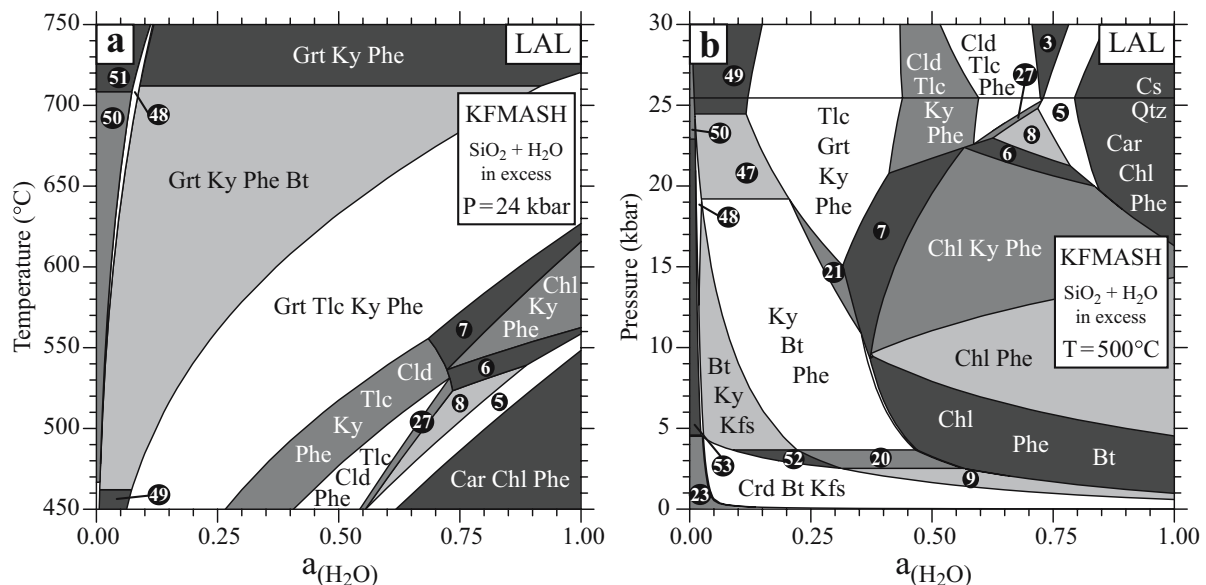 a
LAL
Grt Ky Phe
KFMASH
SiO2 + H2O
in excess
P = 24 kbar
Grt Ky Phe Bt
Grt Tlc Ky Phe
Chl
Ky
Phe
Cld
Tlc
Ky
Phe
Tlc
Cld
Phe
Car Chl Phe
51
50
48
49
7
6
8
5
27
Temperature (°C)
750
700
650
600
550
500
450
0.00
0.25
0.50
0.75
1.00
a(H2O)
b
LAL
Cld
Tlc
Ky
Phe
Cld
Tlc
Phe
Cs
Qtz
Car
Chl
Phe
Tlc
Grt
Ky
Phe
Chl Ky Phe
KFMASH
SiO2 + H2O
in excess
T = 500°C
Ky
Bt
Phe
Chl Phe
Bt
Ky
Kfs
Chl
Phe
Bt
Crd Bt Kfs
3
27
49
5
50
8
6
47
48
7
21
53
52
20
9
23
Pressure (kbar)
30
25
20
15
10
5
0
0.00
0.25
0.50
0.75
1.00
a(H2O)